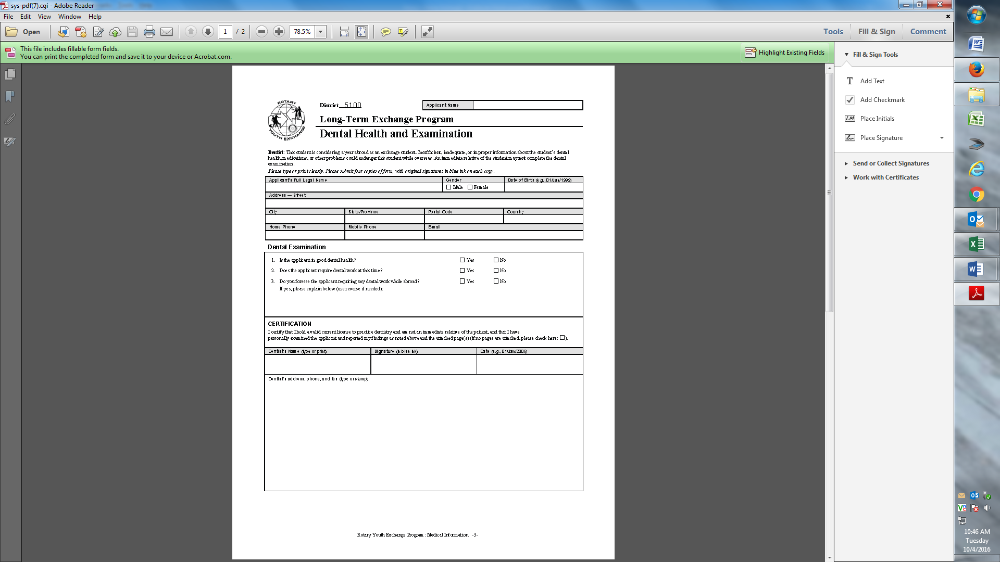 sys-pdf(7).cgi - Adobe Reader
File Edit View Window Help
Open 1 / 2 78.5% Tools Fill & Sign Comment
This file includes fillable form fields.
You can print the completed form and save it to your device or Acrobat.com.
Highlight Existing Fields
Fill & Sign Tools
Add Text
Add Checkmark
Place Initials
Place Signature
Send or Collect Signatures
Work with Certificates
ROTARY
YOUTH EXCHANGE
District 5100
Applicant Name
Long-Term Exchange Program
Dental Health and Examination
Dentist: This student is considering a year abroad as an exchange student. Insufficient, inadequate, or improper information about the student's dental
health, medications, or other problems could endanger this student while overseas. An immediate relative of the student may not complete the dental
examination.
Please type or print clearly. Please submit four copies of form, with original signatures in blue ink on each copy.
Applicant's Full Legal Name Gender Date of Birth (e.g., 01/Jan/1999)
Male Female
Address — Street
City State/Province Postal Code Country
Home Phone Mobile Phone E-mail
Dental Examination
1. Is the applicant in good dental health? Yes No
2. Does the applicant require dental work at this time? Yes No
3. Do you foresee the applicant requiring any dental work while abroad? Yes No
If yes, please explain below (use reverse if needed):
CERTIFICATION
I certify that I hold a valid current license to practice dentistry and am not an immediate relative of the patient, and that I have
personally examined the applicant and reported my findings as noted above and the attached page(s) (if no pages are attached, please check here: ).
Dentist's Name (type or print) Signature (in blue ink) Date (e.g., 01/Jan/2006)
Dentist's address, phone, and fax (type or stamp)
Rotary Youth Exchange Program: Medical Information -3-
10:46 AM
Tuesday
10/4/2016